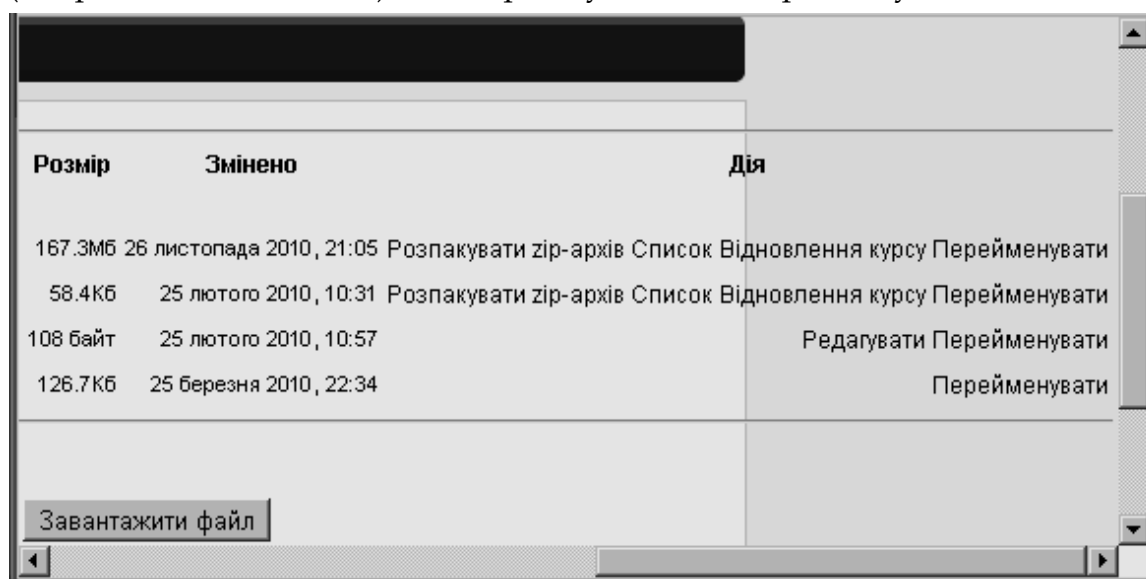 Розмір Змінено Дія
167.3Мб 26 листопада 2010, 21:05 Розпакувати zip-архів Список Відновлення курсу Перейменувати
58.4Кб 25 лютого 2010, 10:31 Розпакувати zip-архів Список Відновлення курсу Перейменувати
108 байт 25 лютого 2010, 10:57 Редагувати Перейменувати
126.7Кб 25 березня 2010, 22:34 Перейменувати
Завантажити файл